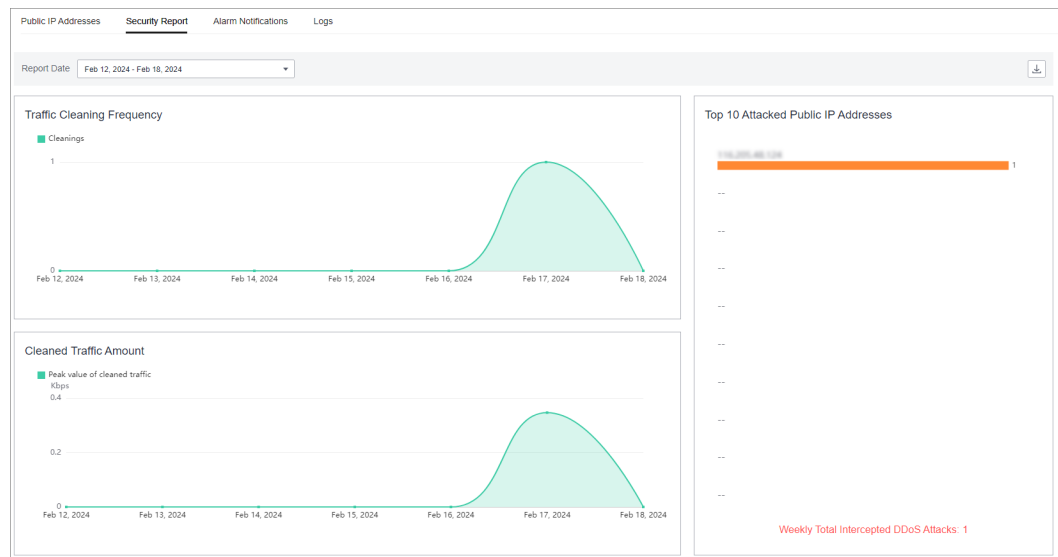 Public IP Addresses Security Report Alarm Notifications Logs
Report Date Feb 12, 2024 - Feb 18, 2024
Traffic Cleaning Frequency
Cleanings
1
0
Feb 12, 2024 Feb 13, 2024 Feb 14, 2024 Feb 15, 2024 Feb 16, 2024 Feb 17, 2024 Feb 18, 2024
Cleaned Traffic Amount
Peak value of cleaned traffic
Kbps
0.4
0.2
0
Feb 12, 2024 Feb 13, 2024 Feb 14, 2024 Feb 15, 2024 Feb 16, 2024 Feb 17, 2024 Feb 18, 2024
Top 10 Attacked Public IP Addresses
1
--
--
--
--
--
--
--
--
--
Weekly Total Intercepted DDoS Attacks: 1